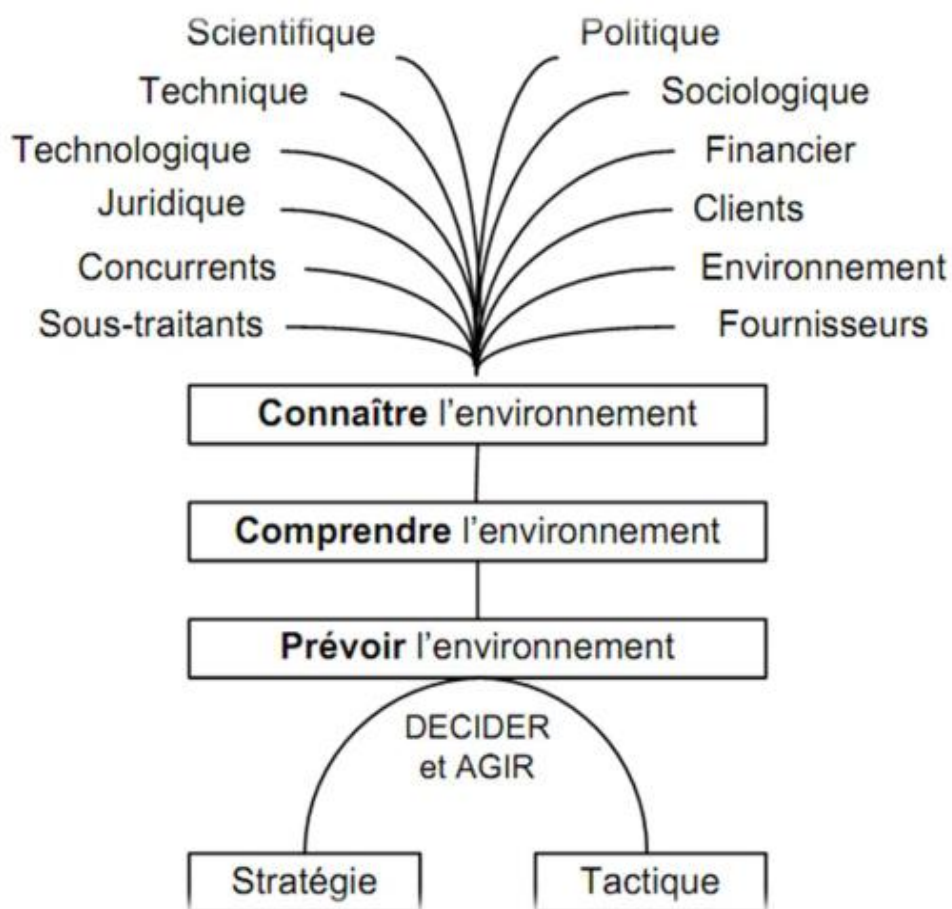 Scientifique
Politique
Technique
Sociologique
Technologique
Financier
Juridique
Clients
Concurrents
Environnement
Sous-traitants
Fournisseurs
Connaître l'environnement
Comprendre l'environnement
Prévoir l'environnement
DECIDER
et AGIR
Stratégie
Tactique